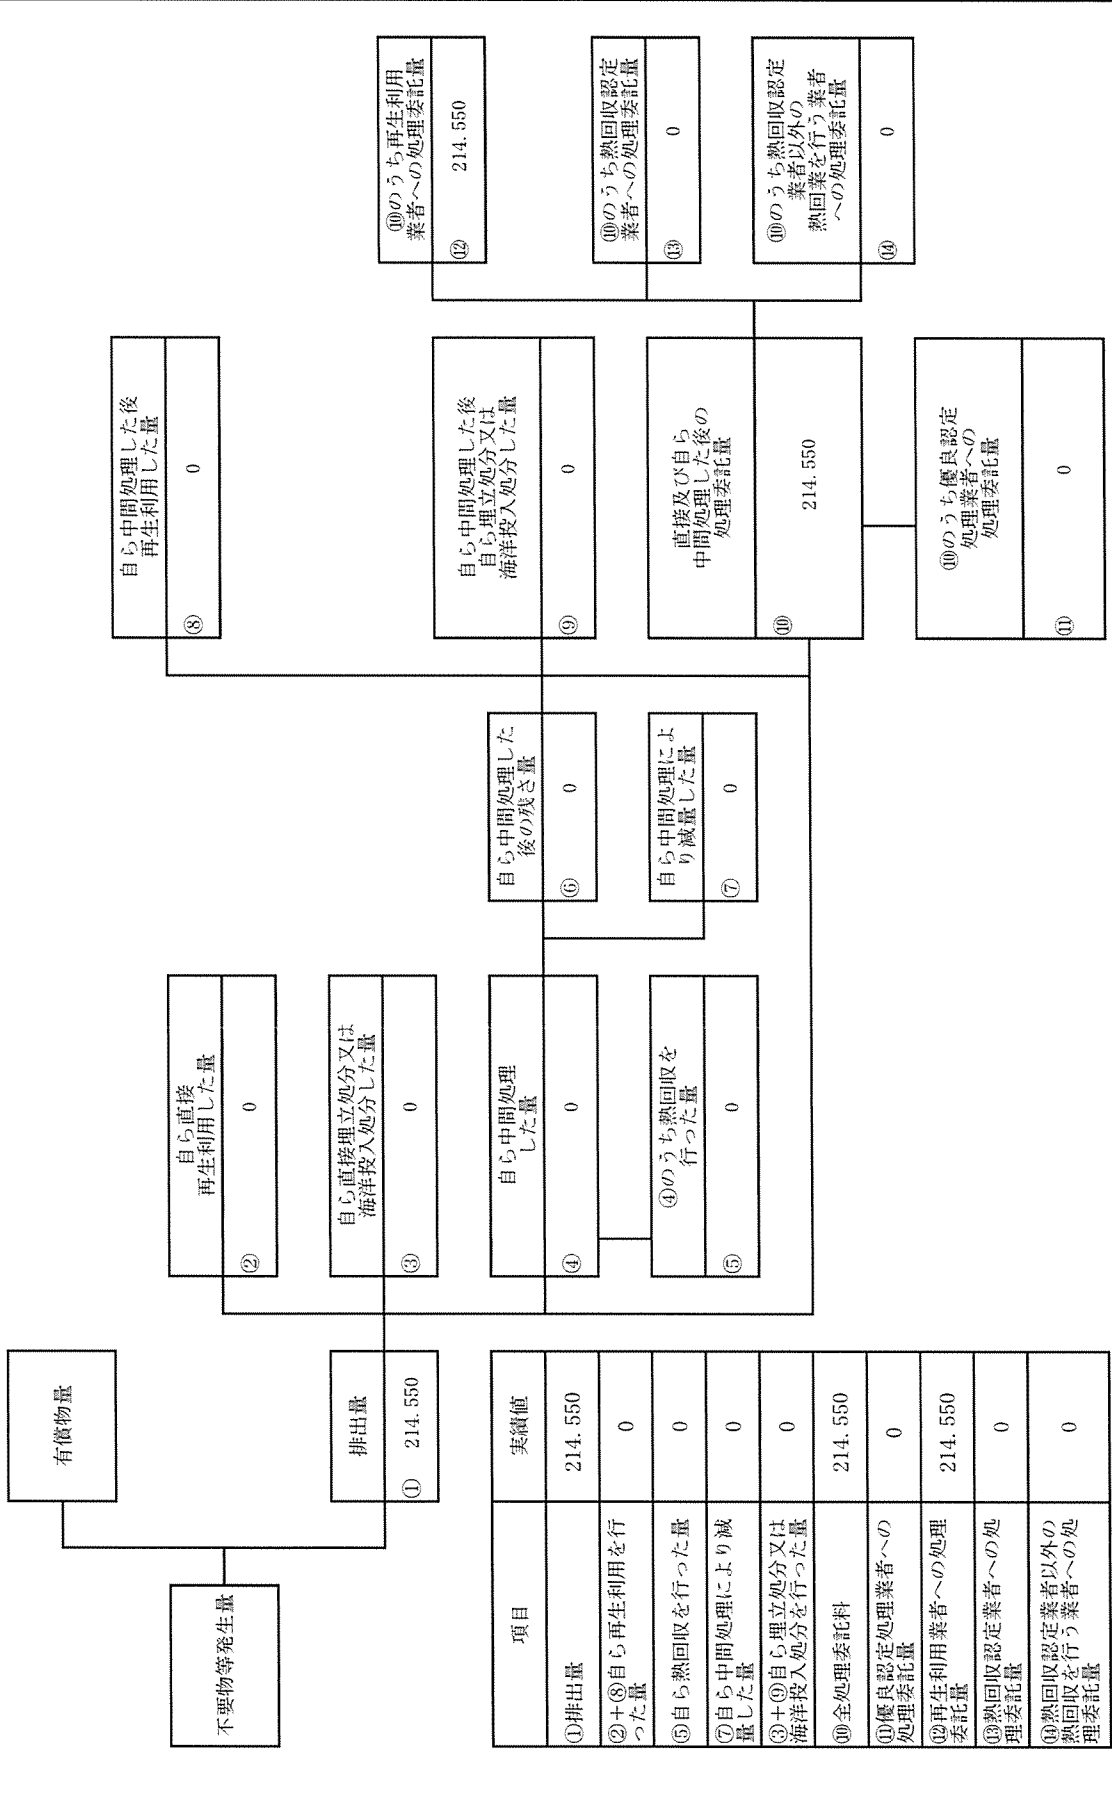 有償物量
不要物等発生量
排出量
① 214.550
自ら直接
再生利用した量
② 0
自ら直接埋立処分又は
海洋投入処分した量
③ 0
自ら中間処理
した量
④ 0
④のうち熱回収を
行った量
⑤ 0
自ら中間処理した
後の残さ量
⑥ 0
自ら中間処理によ
り減量した量
⑦ 0
自ら中間処理した後
再生利用した量
⑧ 0
自ら中間処理した後
自ら埋立処分又は
海洋投入処分した量
⑨ 0
直接及び自ら
中間処理した後の
処理委託量
⑩ 214.550
⑩のうち優良認定
処理業者への
処理委託量
⑪ 0
⑩のうち再生利用
業者への処理委託量
⑫ 214.550
⑩のうち熱回収認定
業者への処理委託量
⑬ 0
⑩のうち熱回収認定
業者以外の
熱回業を行う業者
への処理委託量
⑭ 0
項目 実績値
①排出量 214.550
②+⑧自ら再生利用を行
った量 0
⑤自ら熱回収を行った量 0
⑦自ら中間処理により減
量した量 0
③+⑨自ら埋立処分又は
海洋投入処分を行った量 0
⑩全処理委託料 214.550
⑪優良認定処理業者への
処理委託量 0
⑫再生利用業者への処理
委託量 214.550
⑬熱回収認定業者への処
理委託量 0
⑭熱回収認定業者以外の
熱回収を行う業者への処
理委託量 0